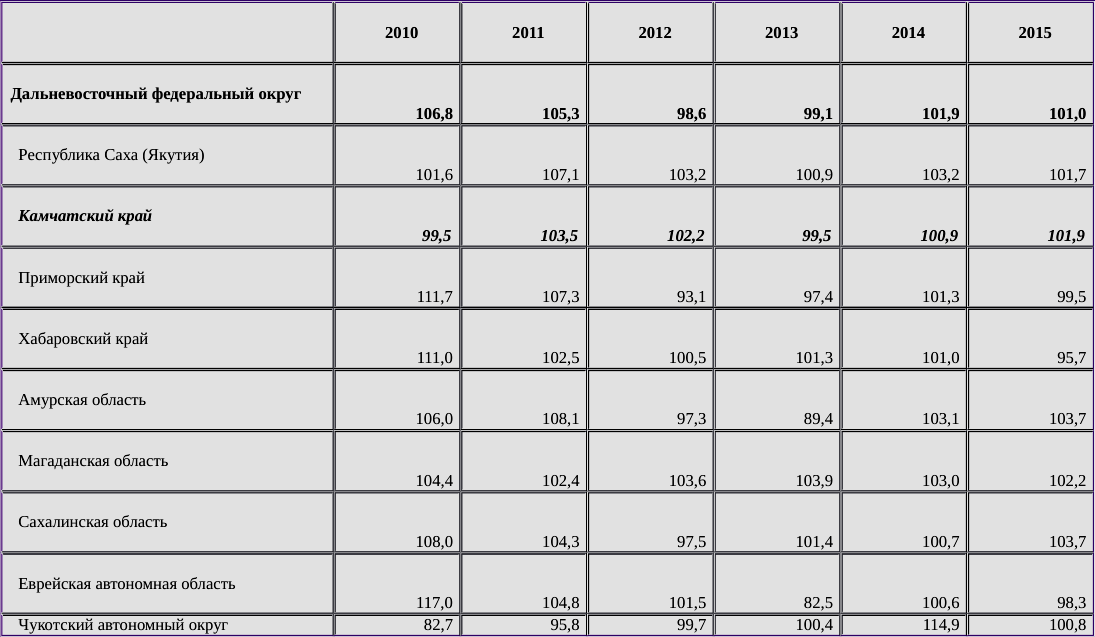 2010 2011 2012 2013 2014 2015
Дальневосточный федеральный округ 106,8 105,3 98,6 99,1 101,9 101,0
Республика Саха (Якутия) 101,6 107,1 103,2 100,9 103,2 101,7
Камчатский край 99,5 103,5 102,2 99,5 100,9 101,9
Приморский край 111,7 107,3 93,1 97,4 101,3 99,5
Хабаровский край 111,0 102,5 100,5 101,3 101,0 95,7
Амурская область 106,0 108,1 97,3 89,4 103,1 103,7
Магаданская область 104,4 102,4 103,6 103,9 103,0 102,2
Сахалинская область 108,0 104,3 97,5 101,4 100,7 103,7
Еврейская автономная область 117,0 104,8 101,5 82,5 100,6 98,3
Чукотский автономный округ 82,7 95,8 99,7 100,4 114,9 100,8